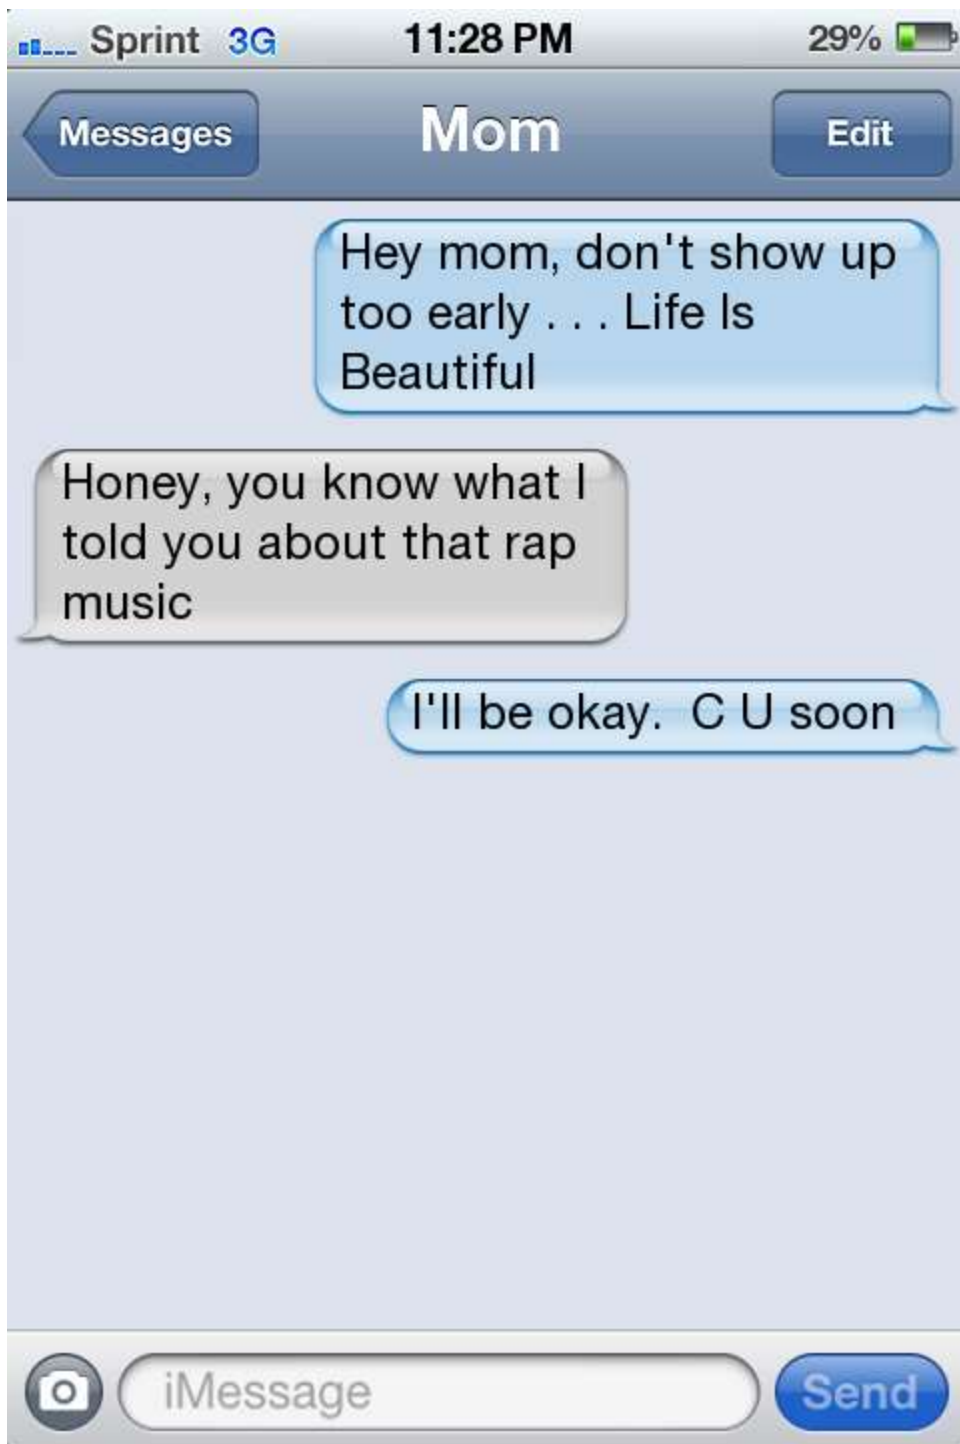 Sprint 3G 11:28 PM 29%
Messages Mom Edit
Hey mom, don't show up
too early . . . Life Is
Beautiful
Honey, you know what I
told you about that rap
music
I'll be okay.  C U soon
iMessage Send